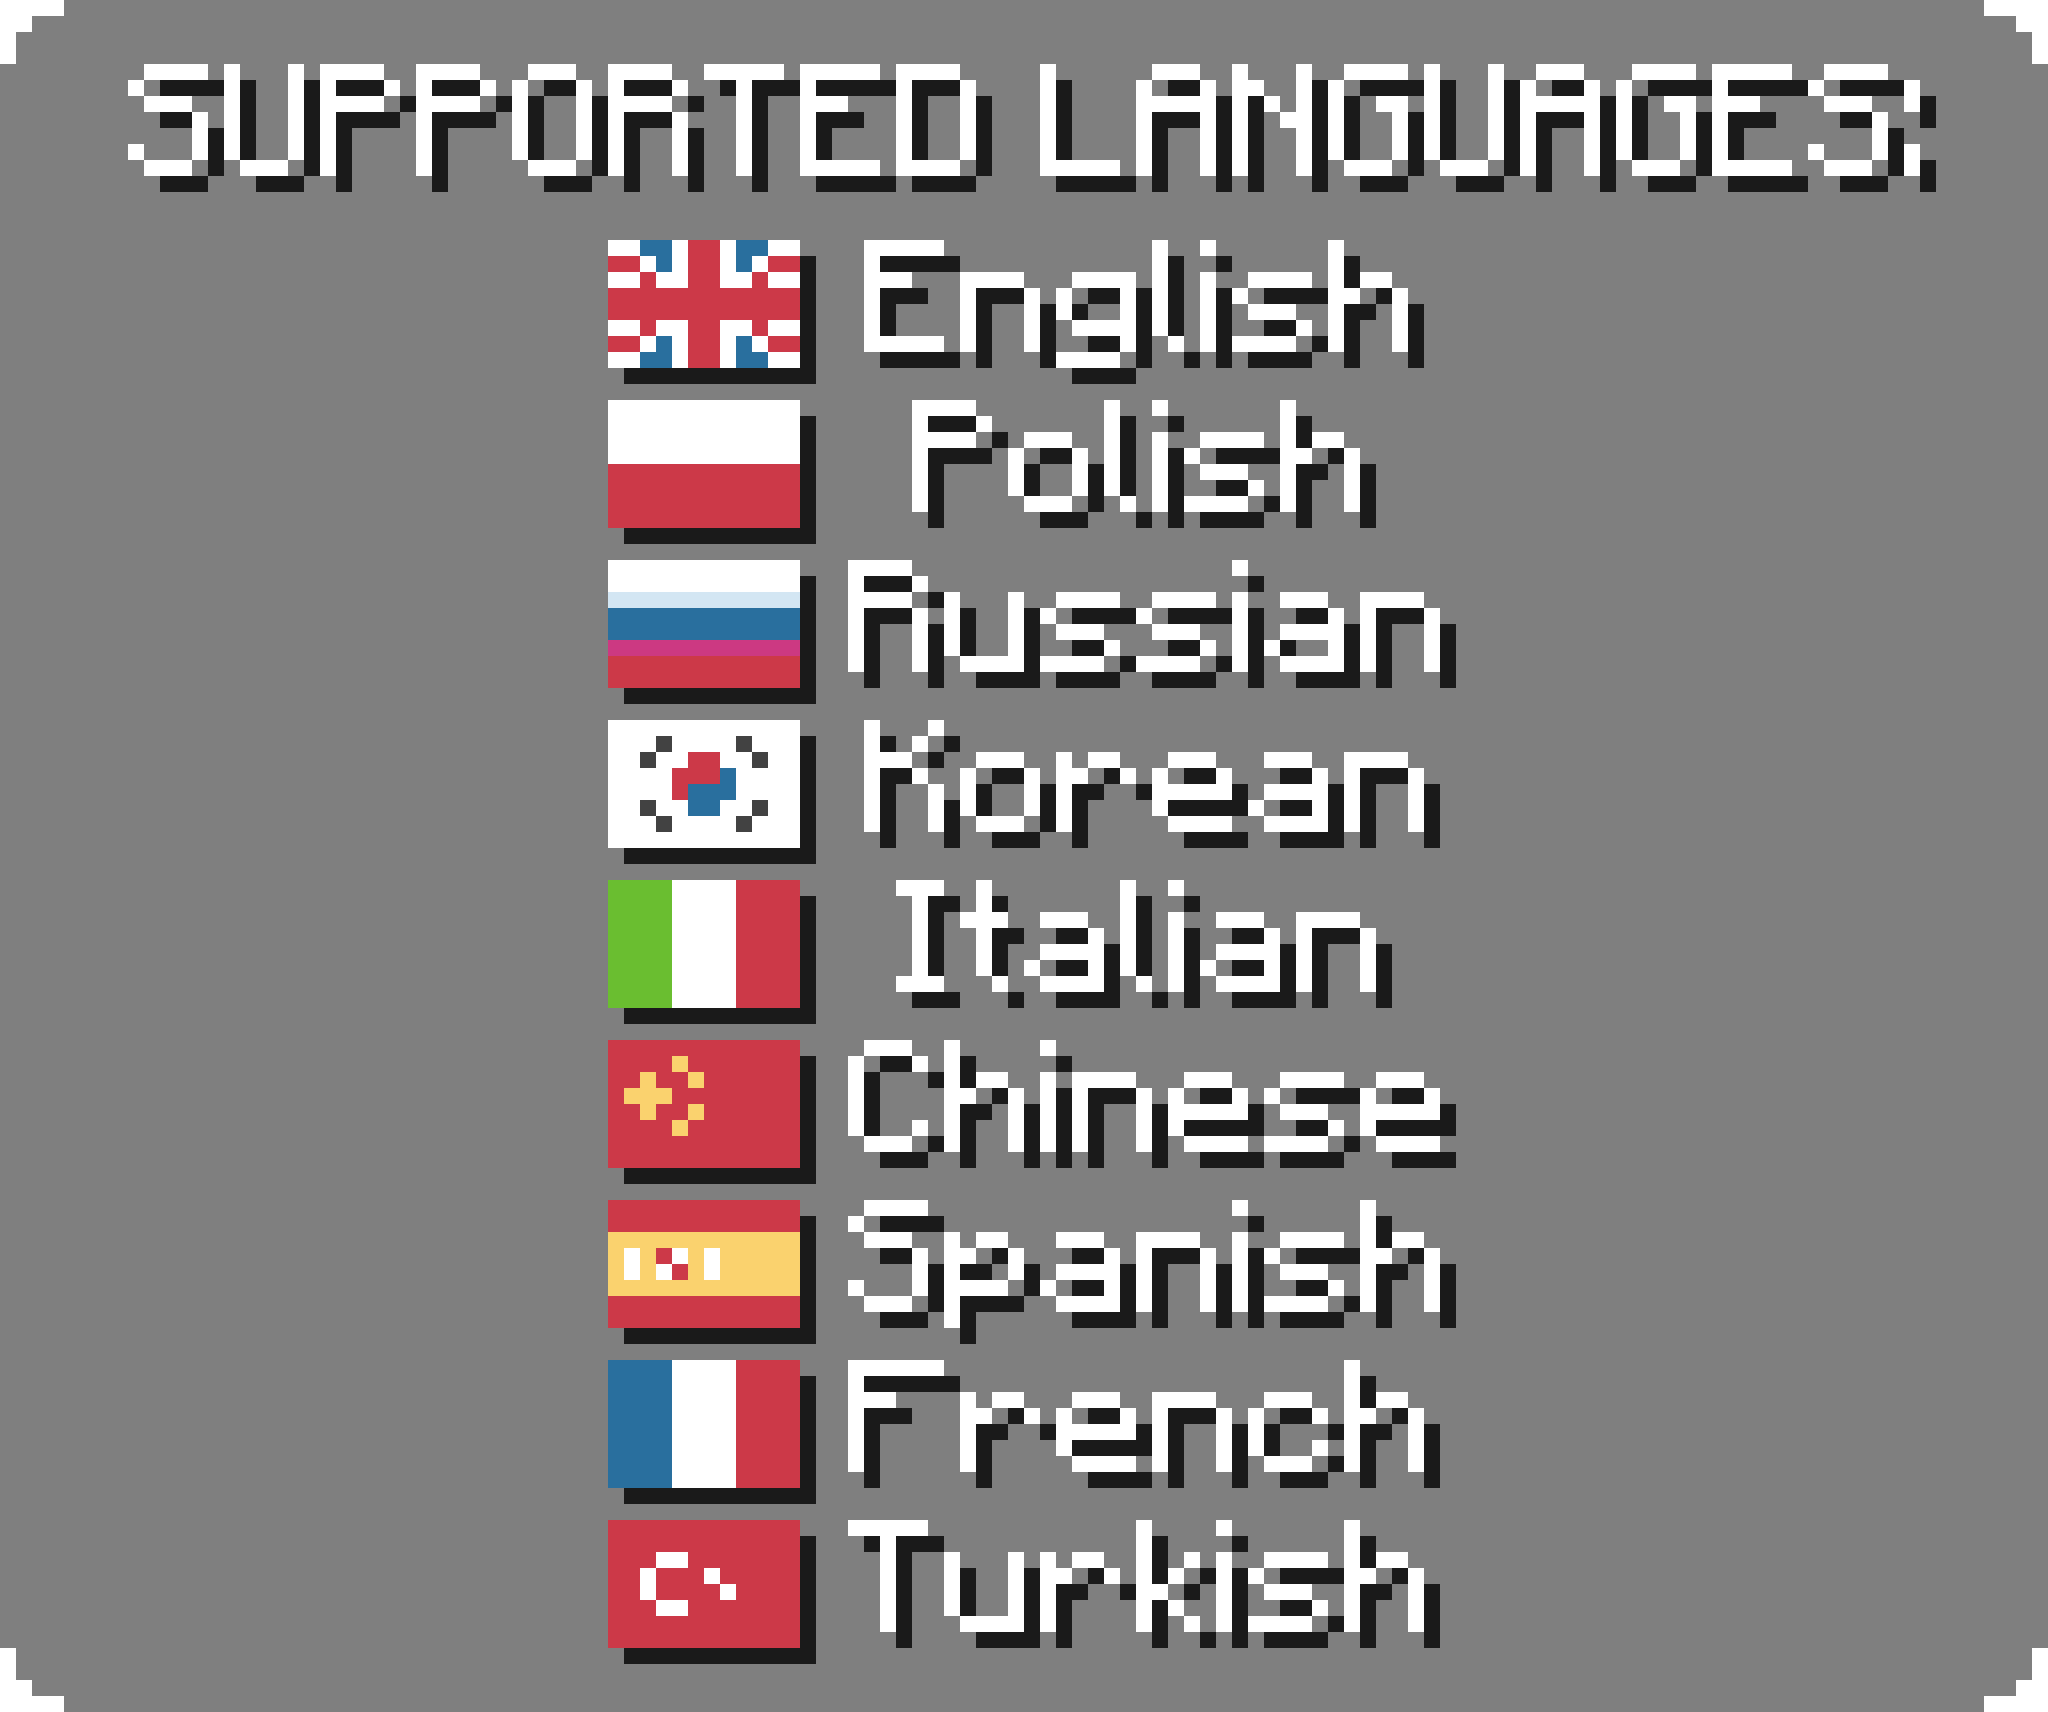 SUPPORTED LANGUAGES:
English
Polish
Russian
Korean
Italian
Chinese
Spanish
French
Turkish